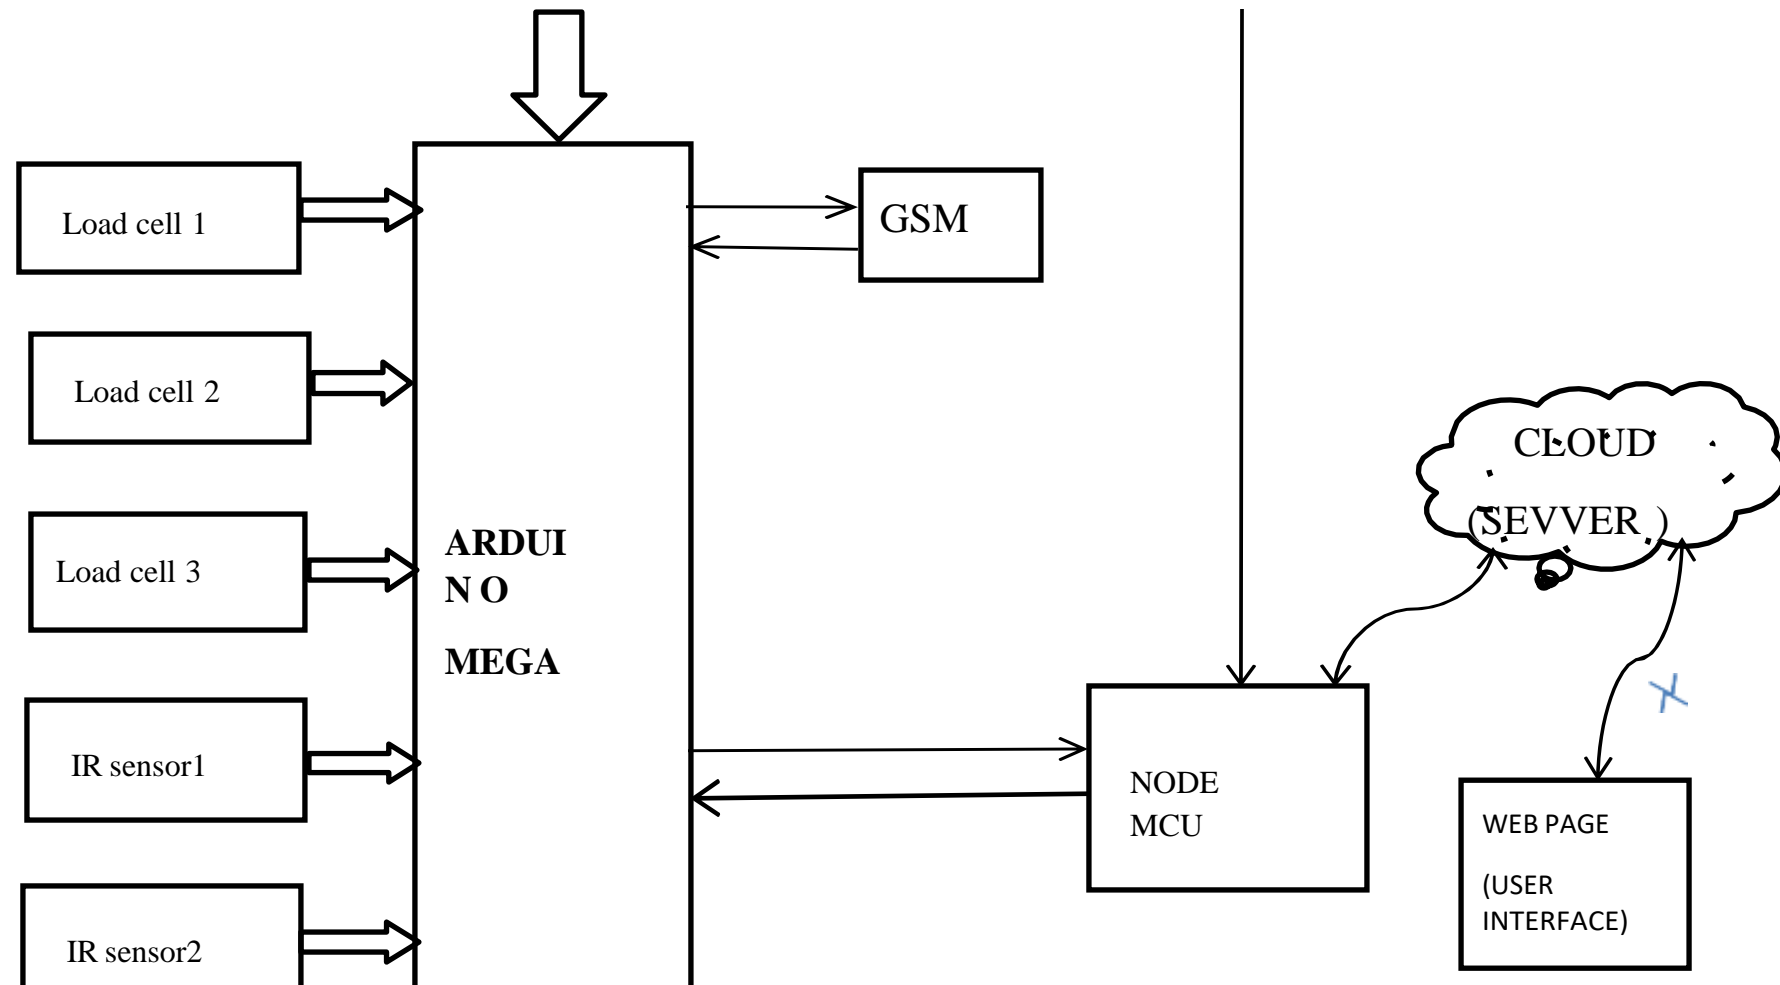 Load cell 1
GSM
Load cell 2
CLOUD
(SEVVER )
Load cell 3
ARDUI
N O
MEGA
IR sensor1
NODE
MCU
WEB PAGE
(USER
INTERFACE)
IR sensor2